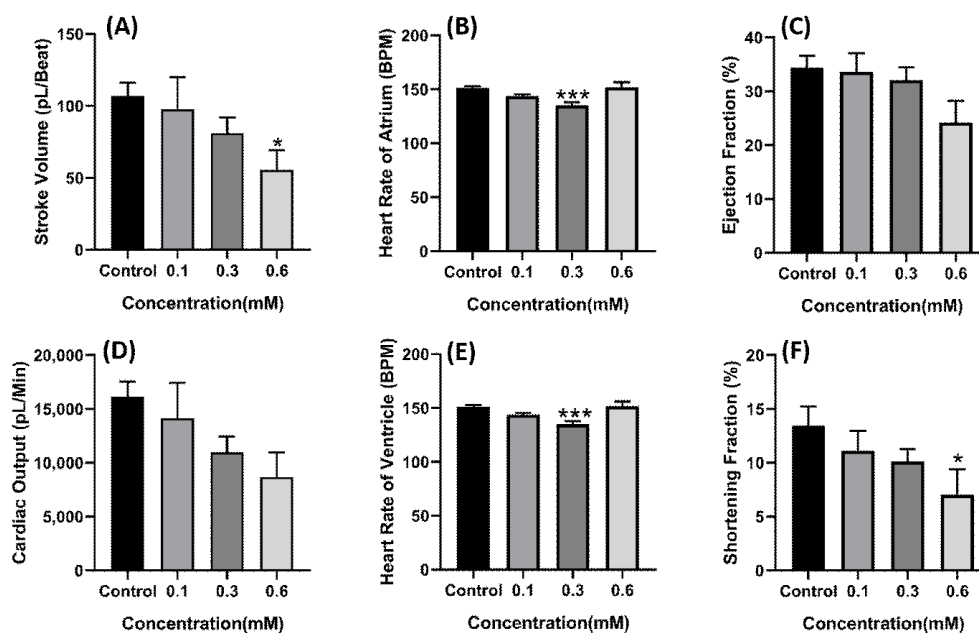 (A)
Stroke Volume (pL/Beat)
150
100
50
0
*
Control 0.1 0.3 0.6
Concentration(mM)
(B)
Heart Rate of Atrium (BPM)
200
150
100
50
0
***
Control 0.1 0.3 0.6
Concentration(mM)
(C)
Ejection Fraction (%)
40
30
20
10
0
Control 0.1 0.3 0.6
Concentration(mM)
(D)
Cardiac Output (pL/Min)
20,000
15,000
10,000
5,000
0
Control 0.1 0.3 0.6
Concentration(mM)
(E)
Heart Rate of Ventricle (BPM)
200
150
100
50
0
***
Control 0.1 0.3 0.6
Concentration(mM)
(F)
Shortening Fraction (%)
20
15
10
5
0
*
Control 0.1 0.3 0.6
Concentration(mM)